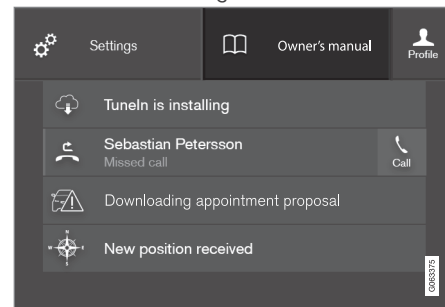 Settings
Owner's manual
Profile
TuneIn is installing
Sebastian Petersson
Missed call
Call
Downloading appointment proposal
N
W
S
New position received
G063375